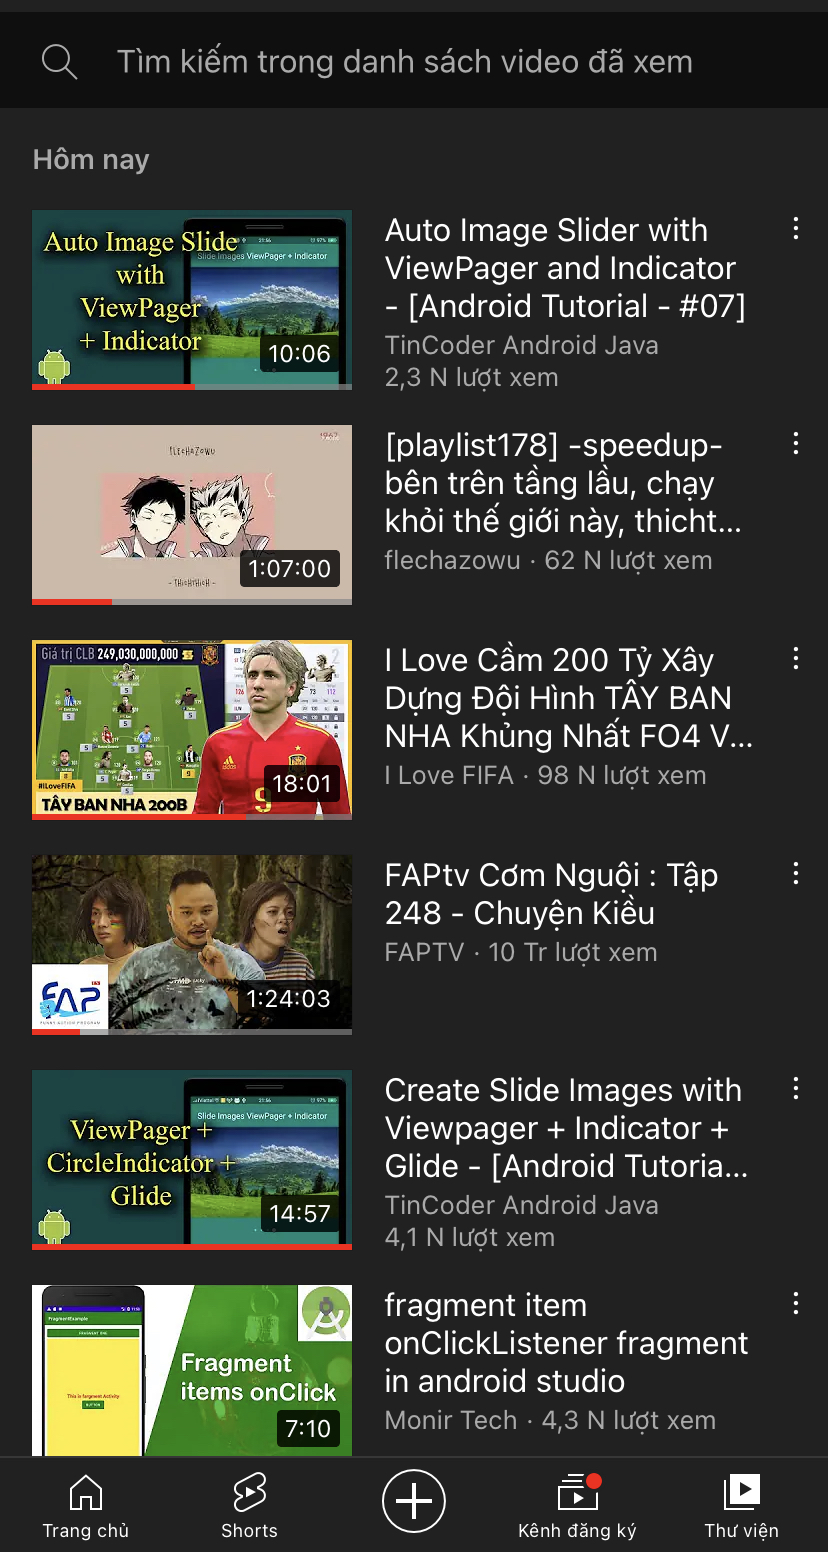 Tìm kiếm trong danh sách video đã xem
Hôm nay
Auto Image Slide
with
ViewPager
+ Indicator
Slide Images ViewPager + Indicator
10:06
Auto Image Slider with
ViewPager and Indicator
- [Android Tutorial - #07]
TinCoder Android Java
2,3 N lượt xem
FLECHAZOWU
- THICHTHICH -
1:07:00
[playlist178] -speedup-
bên trên tầng lầu, chạy
khỏi thế giới này, thicht...
flechazowu · 62 N lượt xem
Giá trị CLB 249,030,000,000
#ILoveFIFA
TÂY BAN NHA 200B
9
18:01
I Love Cầm 200 Tỷ Xây
Dựng Đội Hình TÂY BAN
NHA Khủng Nhất FO4 V...
I Love FIFA · 98 N lượt xem
FAP
FUNNY ACTION PROGRAM
1:24:03
FAPtv Cơm Nguội : Tập
248 - Chuyện Kiều
FAPTV · 10 Tr lượt xem
ViewPager +
CircleIndicator +
Glide
Slide Images ViewPager + Indicator
14:57
Create Slide Images with
Viewpager + Indicator +
Glide - [Android Tutoria...
TinCoder Android Java
4,1 N lượt xem
FragmentExample
FRAGMENT ONE
This is fargment Activity
BUTTON
Fragment
items onClick
7:10
fragment item
onClickListener fragment
in android studio
Monir Tech · 4,3 N lượt xem
Trang chủ
Shorts
Kênh đăng ký
Thư viện